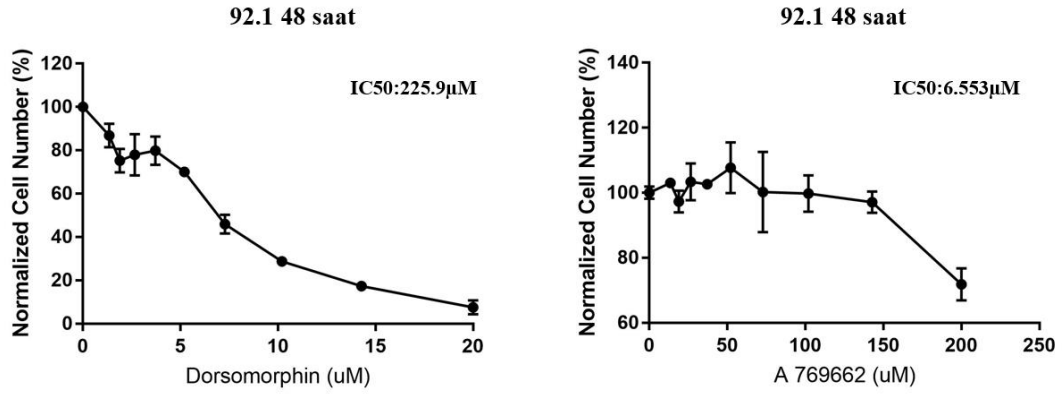 92.1 48 saat
Normalized Cell Number (%)
120
100
80
60
40
20
0
IC50:225.9µM
0 5 10 15 20
Dorsomorphin (uM)
92.1 48 saat
Normalized Cell Number (%)
140
120
100
80
60
IC50:6.553µM
0 50 100 150 200 250
A 769662 (uM)